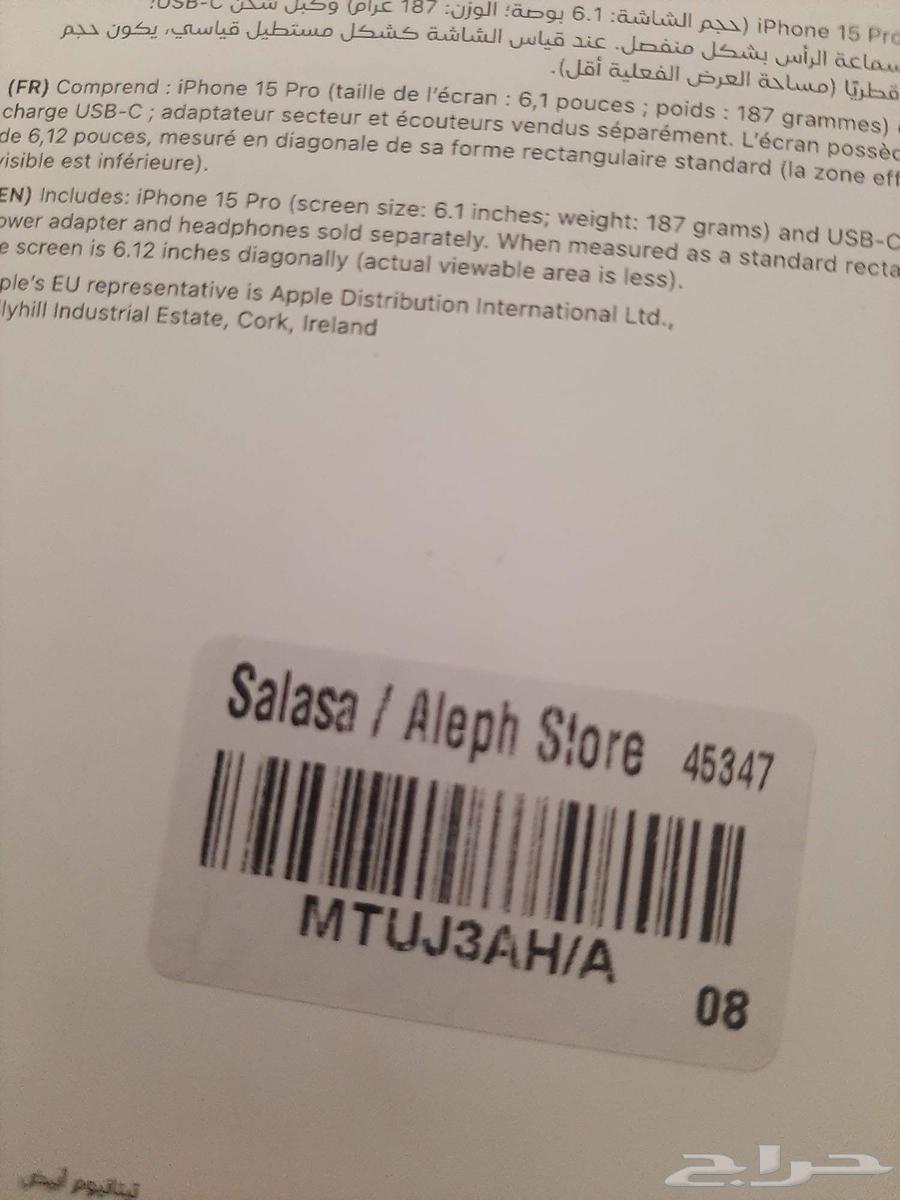 iPhone 15 Pro (حجم الشاشة: 6.1 بوصة؛ الوزن: 187 غرام) وكبل شحن USB-C؛
سماعة الرأس بشكل منفصل. عند قياس الشاشة كشكل مستطيل قياسي، يكون حجم
قطريًا (مساحة العرض الفعلية أقل).
(FR) Comprend : iPhone 15 Pro (taille de l'écran : 6,1 pouces ; poids : 187 grammes)
charge USB-C ; adaptateur secteur et écouteurs vendus séparément. L'écran possèd
de 6,12 pouces, mesuré en diagonale de sa forme rectangulaire standard (la zone eff
visible est inférieure).
EN) Includes: iPhone 15 Pro (screen size: 6.1 inches; weight: 187 grams) and USB-C
ower adapter and headphones sold separately. When measured as a standard recta
e screen is 6.12 inches diagonally (actual viewable area is less).
ple's EU representative is Apple Distribution International Ltd.,
llyhill Industrial Estate, Cork, Ireland
Salasa / Aleph Store 45347
MTUJ3AH/A
08
تيتانيوم أبيض
حراج